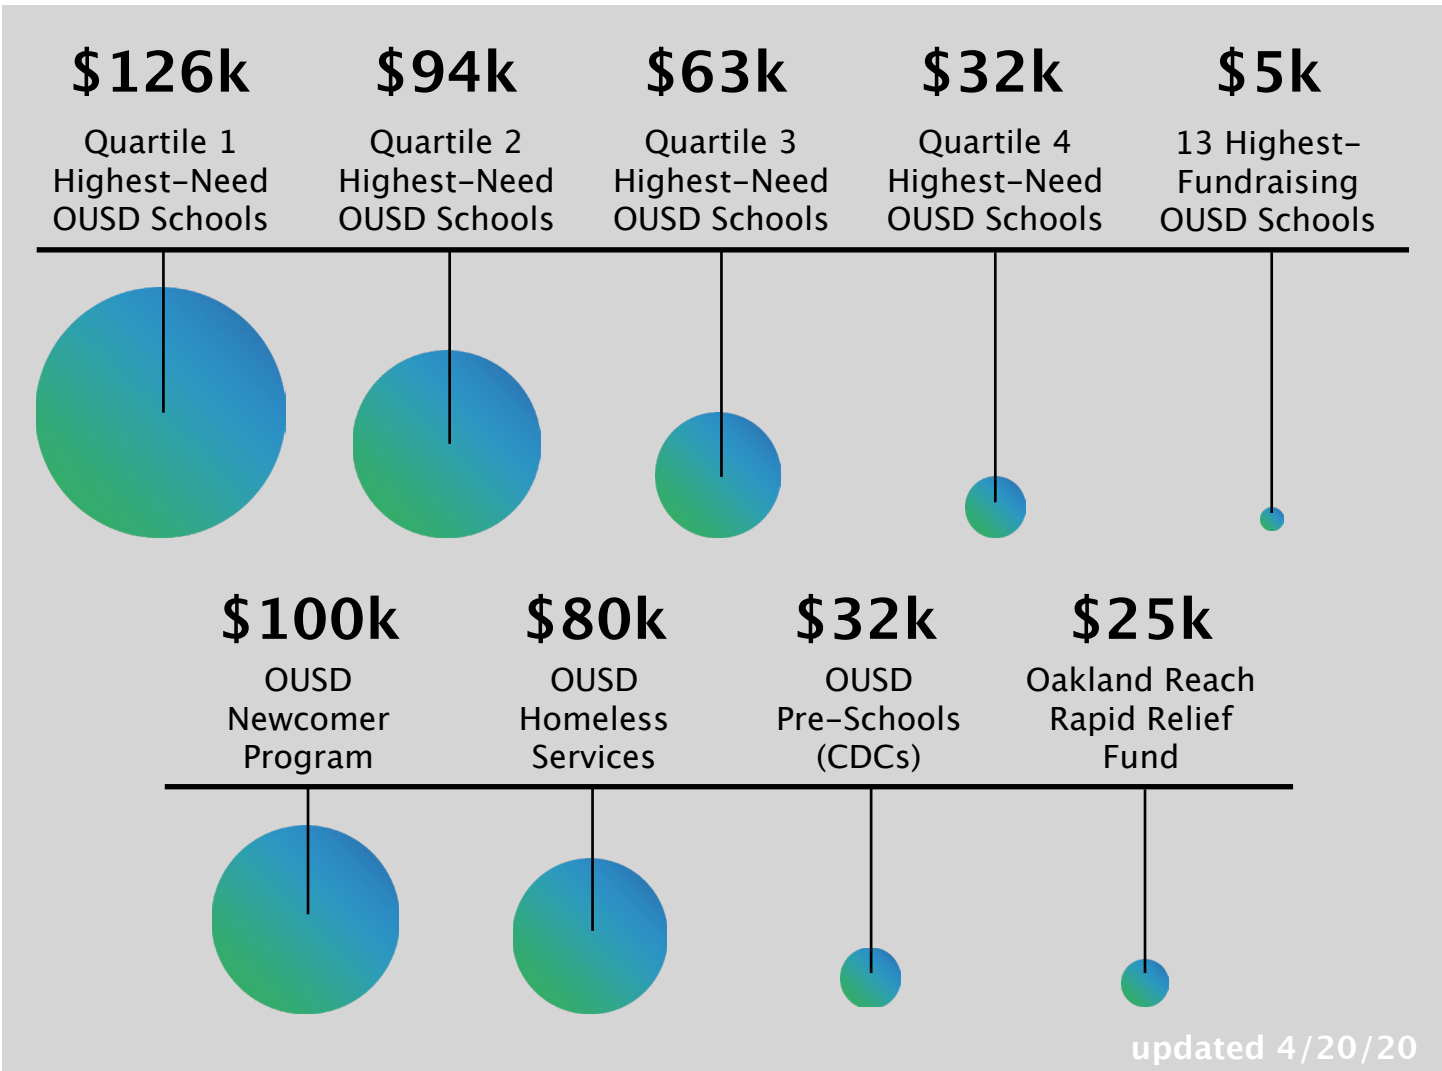 $126k
Quartile 1
Highest-Need
OUSD Schools
$94k
Quartile 2
Highest-Need
OUSD Schools
$63k
Quartile 3
Highest-Need
OUSD Schools
$32k
Quartile 4
Highest-Need
OUSD Schools
$5k
13 Highest-
Fundraising
OUSD Schools
$100k
OUSD
Newcomer
Program
$80k
OUSD
Homeless
Services
$32k
OUSD
Pre-Schools
(CDCs)
$25k
Oakland Reach
Rapid Relief
Fund
updated 4/20/20